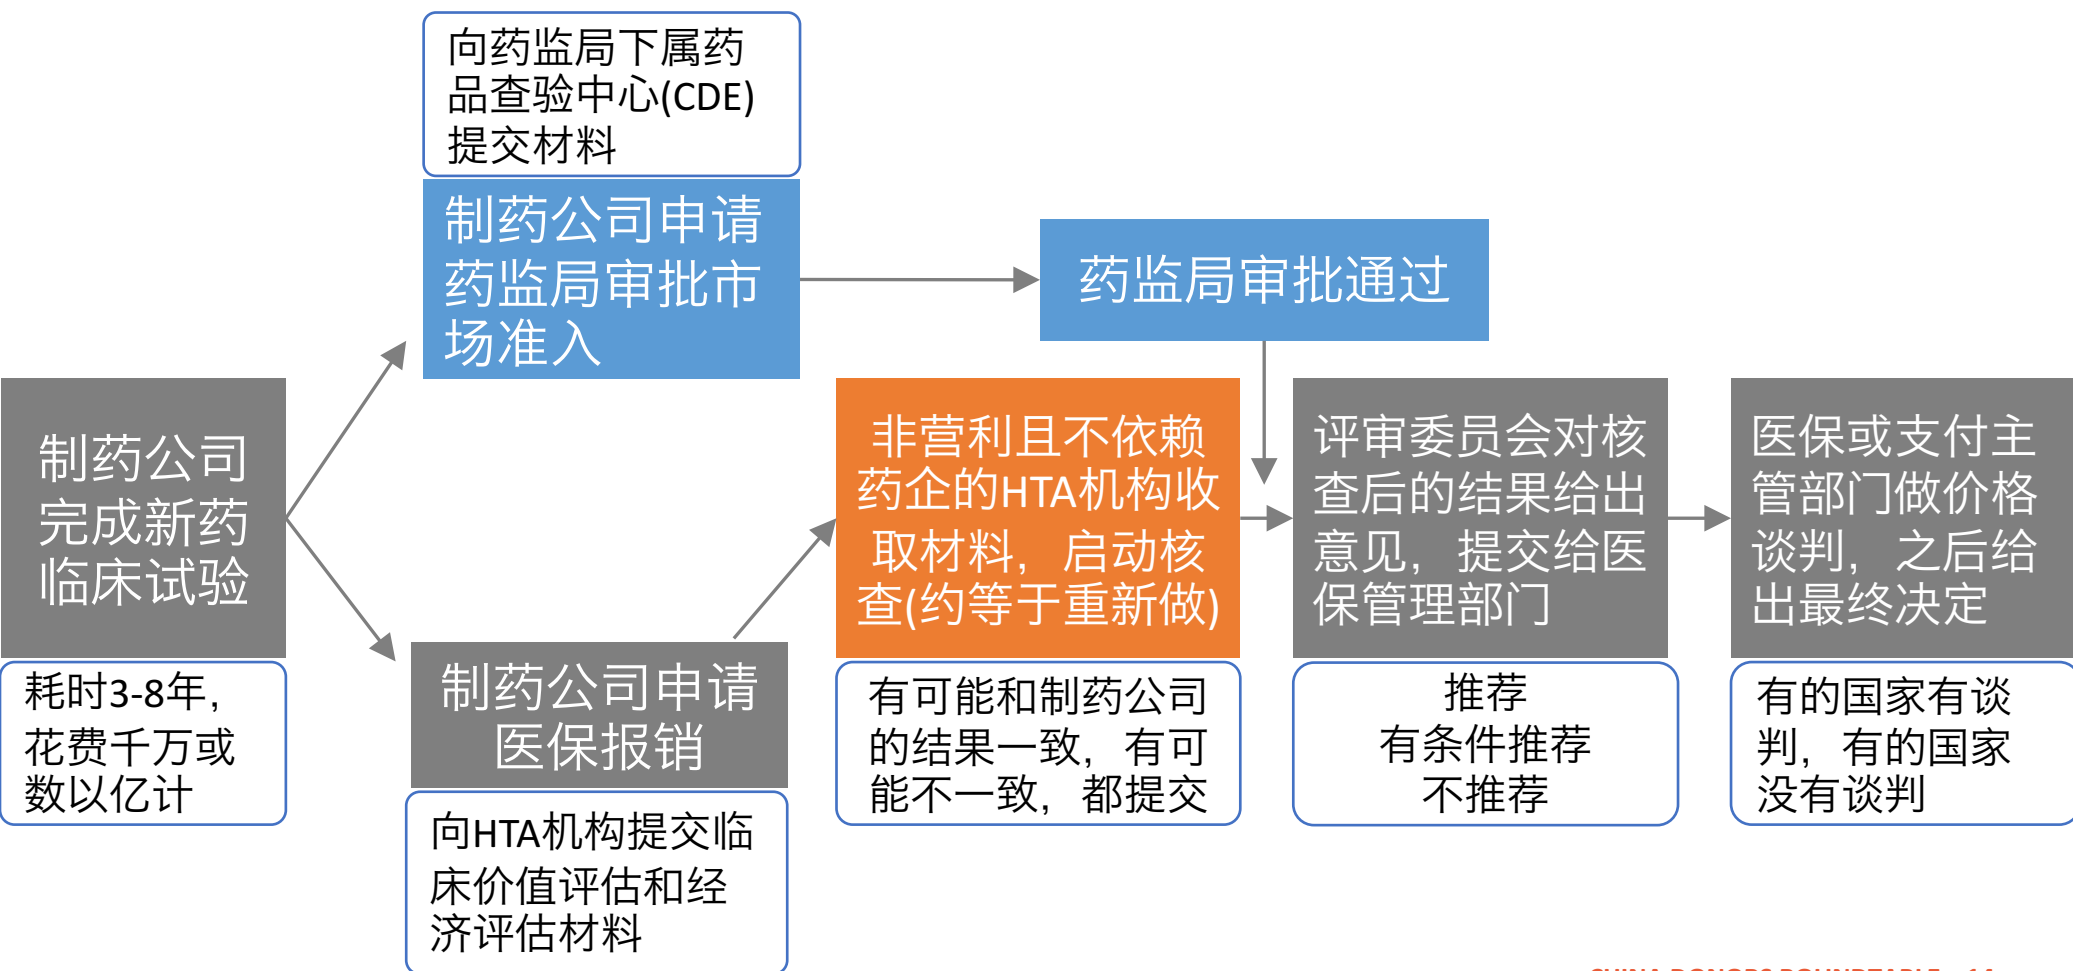 向药监局下属药
品查验中心(CDE)
提交材料
制药公司申请
药监局审批市
场准入
药监局审批通过
制药公司
完成新药
临床试验
耗时3-8年，
花费千万或
数以亿计
制药公司申请
医保报销
向HTA机构提交临
床价值评估和经
济评估材料
非营利且不依赖
药企的HTA机构收
取材料，启动核
查(约等于重新做)
有可能和制药公司
的结果一致，有可
能不一致，都提交
评审委员会对核
查后的结果给出
意见，提交给医
保管理部门
推荐
有条件推荐
不推荐
医保或支付主
管部门做价格
谈判，之后给
出最终决定
有的国家有谈
判，有的国家
没有谈判